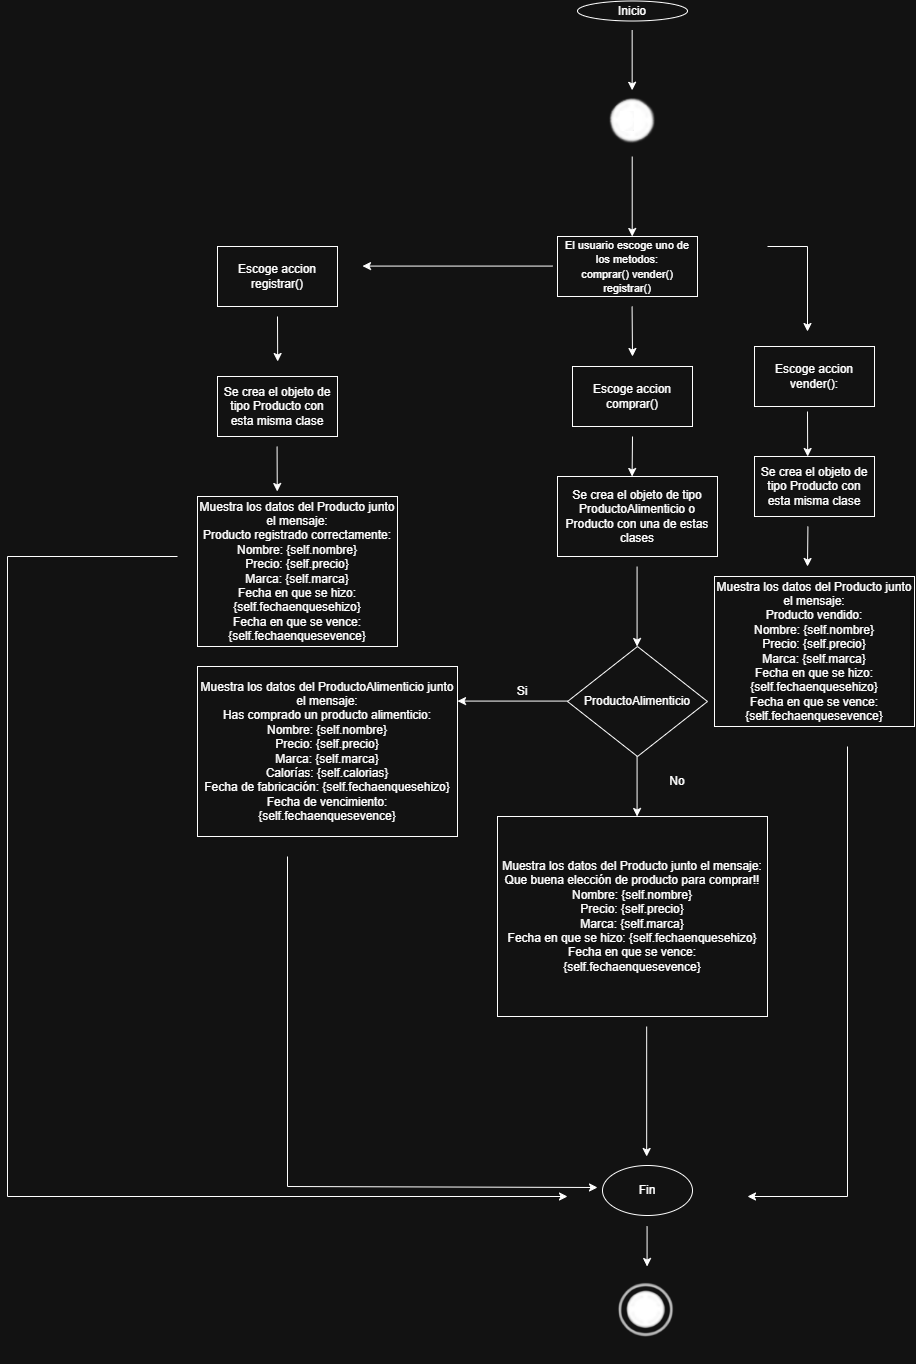 Inicio
El usuario escoge uno de
los metodos:
comprar() vender()
registrar()
Escoge accion
registrar()
Se crea el objeto de
tipo Producto con
esta misma clase
Muestra los datos del Producto junto
el mensaje:
Producto registrado correctamente:
Nombre: {self.nombre}
Precio: {self.precio}
Marca: {self.marca}
Fecha en que se hizo:
{self.fechaenquesehizo}
Fecha en que se vence:
{self.fechaenquesevence}
Escoge accion
comprar()
Se crea el objeto de tipo
ProductoAlimenticio o
Producto con una de estas
clases
ProductoAlimenticio
Si
Muestra los datos del ProductoAlimenticio junto
el mensaje:
Has comprado un producto alimenticio:
Nombre: {self.nombre}
Precio: {self.precio}
Marca: {self.marca}
Calorías: {self.calorias}
Fecha de fabricación: {self.fechaenquesehizo}
Fecha de vencimiento:
{self.fechaenquesevence}
No
Muestra los datos del Producto junto el mensaje:
Que buena elección de producto para comprar!!
Nombre: {self.nombre}
Precio: {self.precio}
Marca: {self.marca}
Fecha en que se hizo: {self.fechaenquesehizo}
Fecha en que se vence:
{self.fechaenquesevence}
Escoge accion
vender():
Se crea el objeto de
tipo Producto con
esta misma clase
Muestra los datos del Producto junto
el mensaje:
Producto vendido:
Nombre: {self.nombre}
Precio: {self.precio}
Marca: {self.marca}
Fecha en que se hizo:
{self.fechaenquesehizo}
Fecha en que se vence:
{self.fechaenquesevence}
Fin